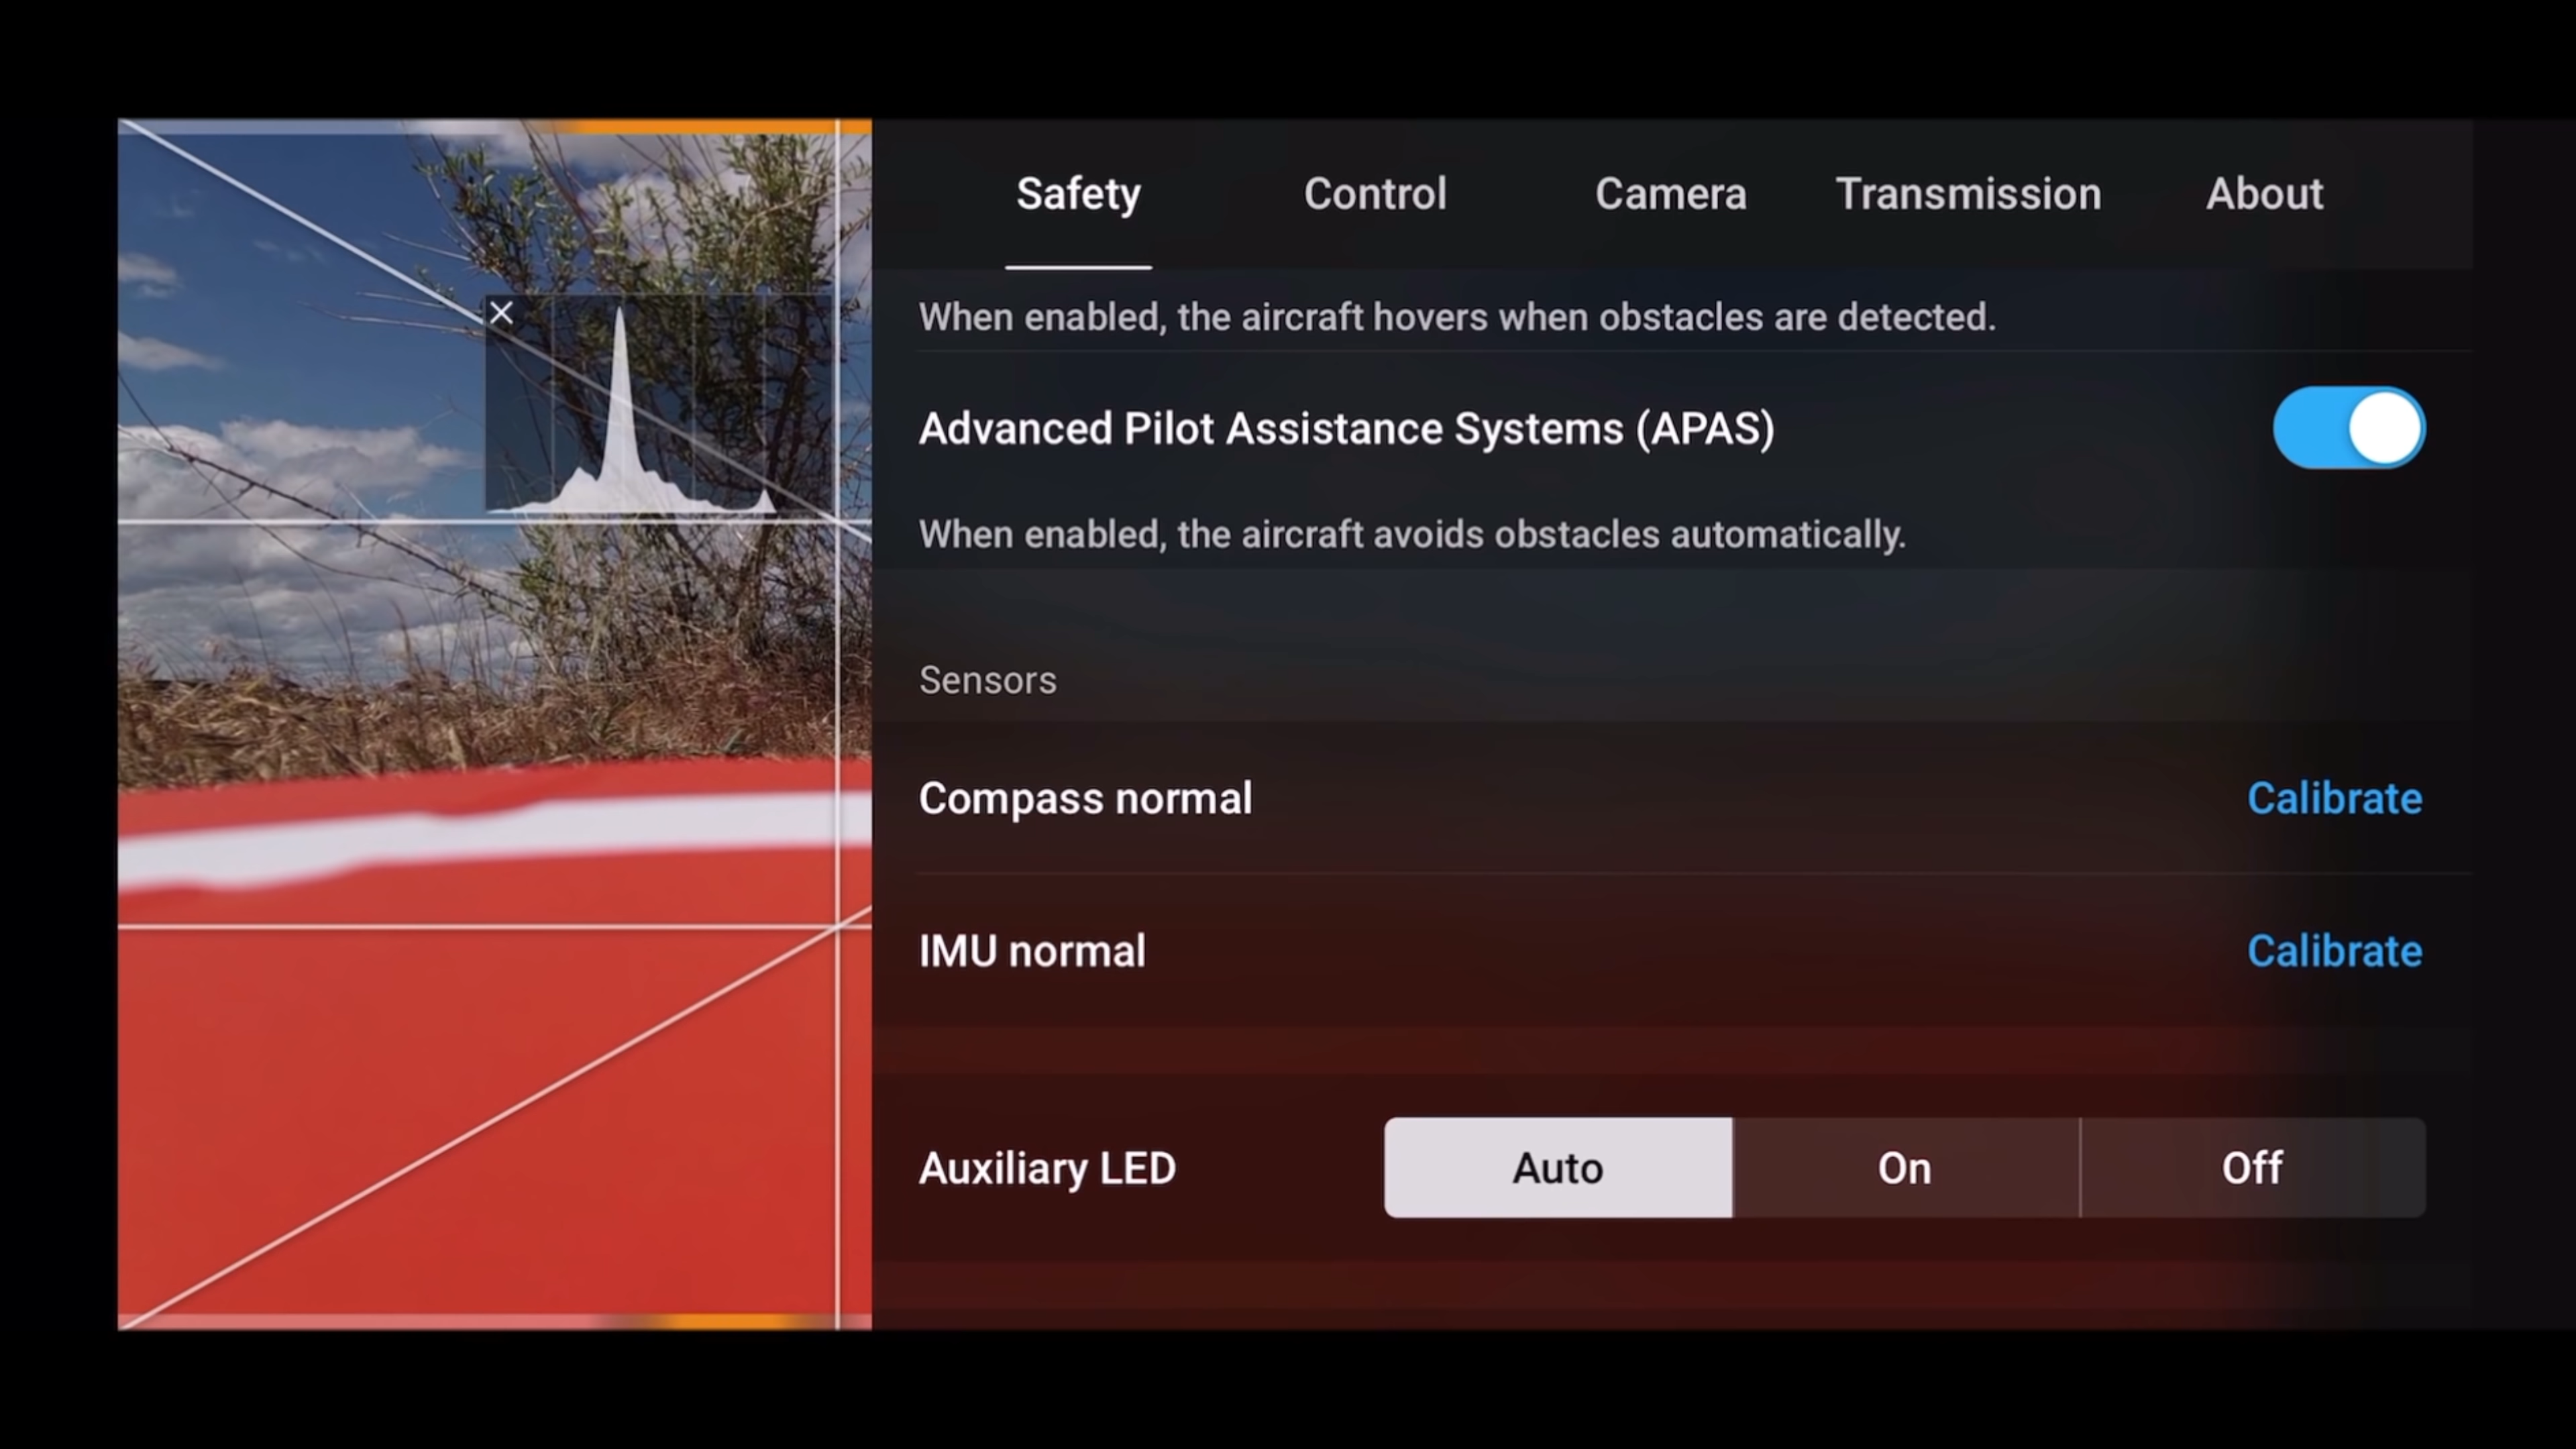 Safety Control Camera Transmission About
When enabled, the aircraft hovers when obstacles are detected.
Advanced Pilot Assistance Systems (APAS)
When enabled, the aircraft avoids obstacles automatically.
Sensors
Compass normal Calibrate
IMU normal Calibrate
Auxiliary LED Auto On Off